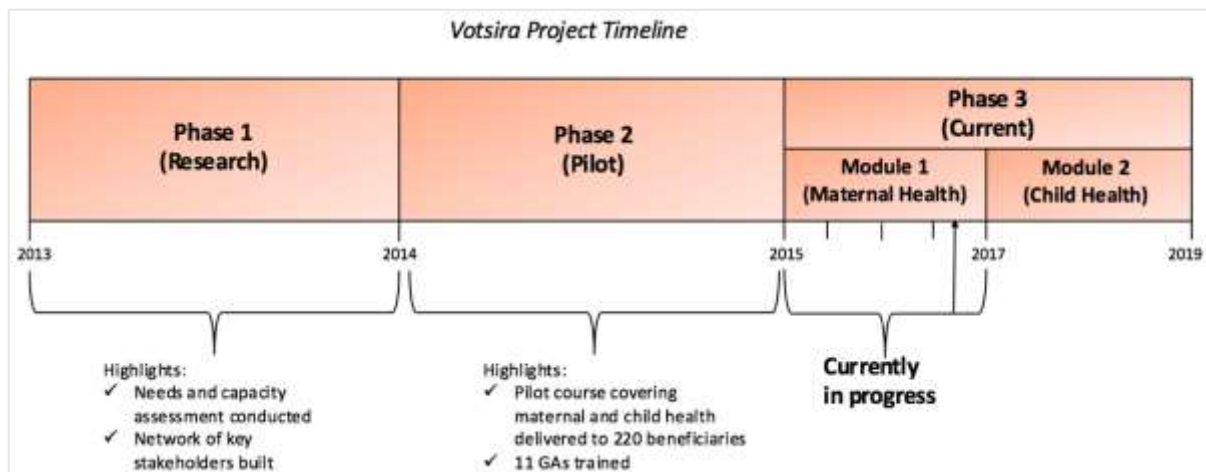 Votsira Project Timeline
Phase 1
(Research)
Phase 2
(Pilot)
Phase 3
(Current)
Module 1
(Maternal Health)
Module 2
(Child Health)
2013
2014
2015
2017
2019
Highlights:
✓ Needs and capacity
assessment conducted
✓ Network of key
stakeholders built
Highlights:
✓ Pilot course covering
maternal and child health
delivered to 220 beneficiaries
✓ 11 GAs trained
Currently
in progress